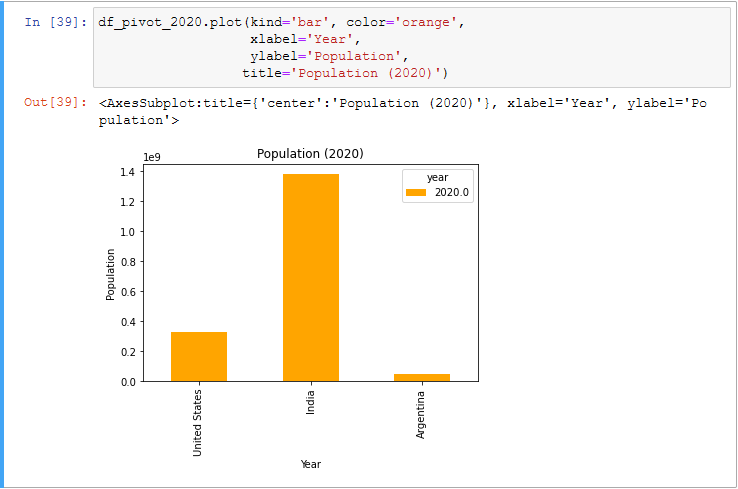 In [39]: df_pivot_2020.plot(kind='bar', color='orange',
xlabel='Year',
ylabel='Population',
title='Population (2020)')
Out[39]: <AxesSubplot:title={'center':'Population (2020)'}, xlabel='Year', ylabel='Po
pulation'>
Population (2020)
1e9
year
2020.0
1.4
1.2
1.0
0.8
0.6
0.4
0.2
0.0
Population
United States
India
Argentina
Year